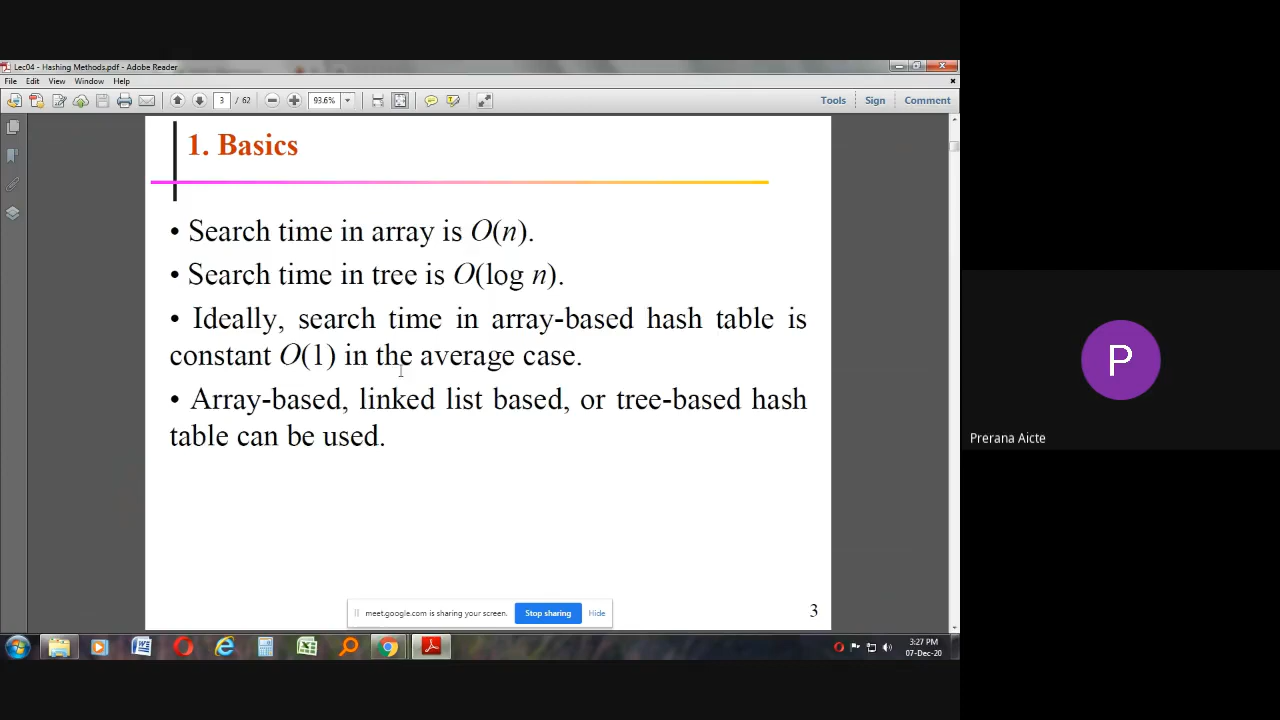 Lec04 - Hashing Methods.pdf - Adobe Reader
File Edit View Window Help
3 / 62 93.6% Tools Sign Comment
1. Basics
• Search time in array is O(n).
• Search time in tree is O(log n).
• Ideally, search time in array-based hash table is
constant O(1) in the average case.
• Array-based, linked list based, or tree-based hash
table can be used.
P
Prerana Aicte
meet.google.com is sharing your screen. Stop sharing Hide
3
3:27 PM
07-Dec-20